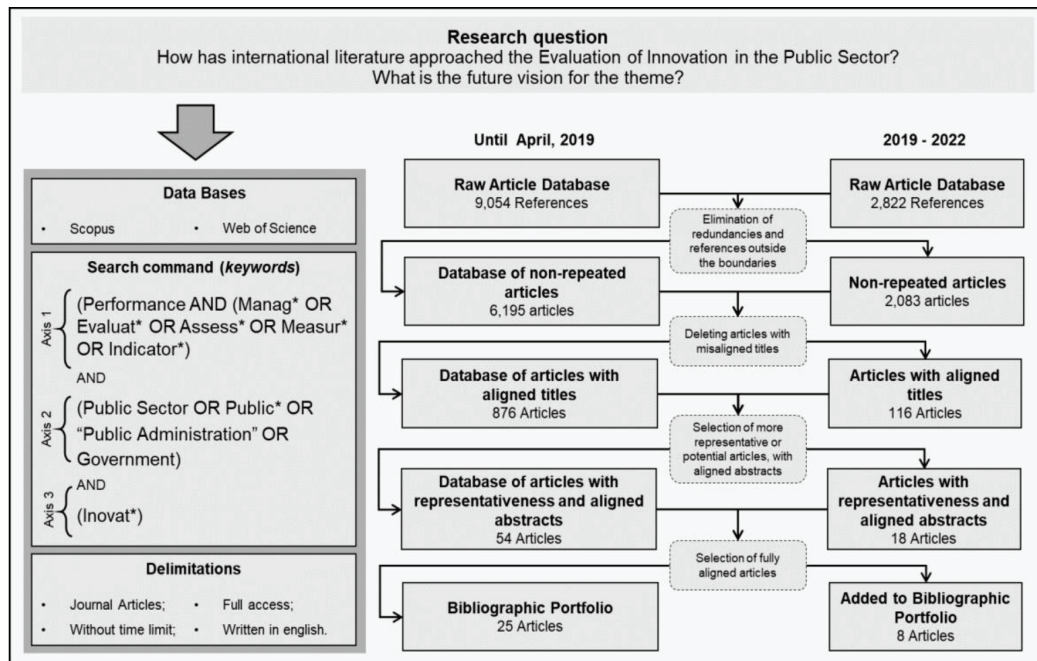 Research question
How has international literature approached the Evaluation of Innovation in the Public Sector?
What is the future vision for the theme?
Data Bases
• Scopus
• Web of Science
Search command (keywords)
Axis 1
(Performance AND (Manag* OR
Evaluat* OR Assess* OR Measur*
OR Indicator*)
AND
Axis 2
(Public Sector OR Public* OR
“Public Administration” OR
Government)
AND
Axis 3
(Inovat*)
Delimitations
• Journal Articles;
• Full access;
• Without time limit;
• Written in english.
Until April, 2019
2019 - 2022
Raw Article Database
9,054 References
Raw Article Database
2,822 References
Elimination of
redundancies and
references outside
the boundaries
Database of non-repeated
articles
6,195 articles
Non-repeated articles
2,083 articles
Deleting articles with
misaligned titles
Database of articles with
aligned titles
876 Articles
Articles with aligned
titles
116 Articles
Selection of more
representative or
potential articles, with
aligned abstracts
Database of articles with
representativeness and aligned
abstracts
54 Articles
Articles with
representativeness and
aligned abstracts
18 Articles
Selection of fully
aligned articles
Bibliographic Portfolio
25 Articles
Added to Bibliographic
Portfolio
8 Articles